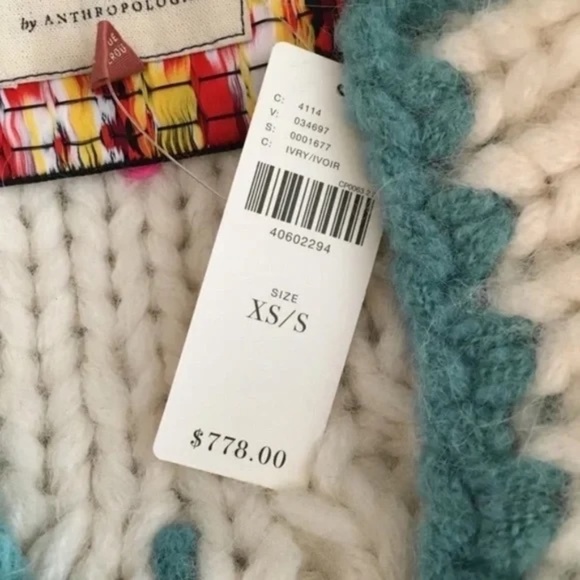 by ANTHROPOLOGIE
C: 4114
V: 034697
S: 0001677
C: IVRY/IVOIR
40602294
SIZE
XS/S
$778.00